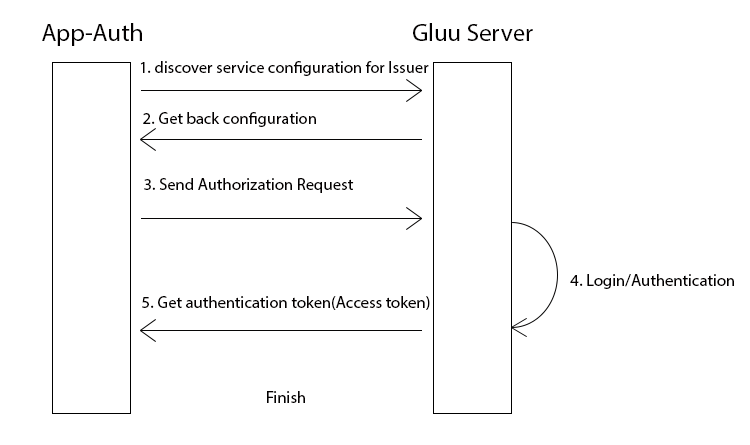 App-Auth
Gluu Server
1. discover service configuration for Issuer
2. Get back configuration
3. Send Authorization Request
4. Login/Authentication
5. Get authentication token(Access token)
Finish